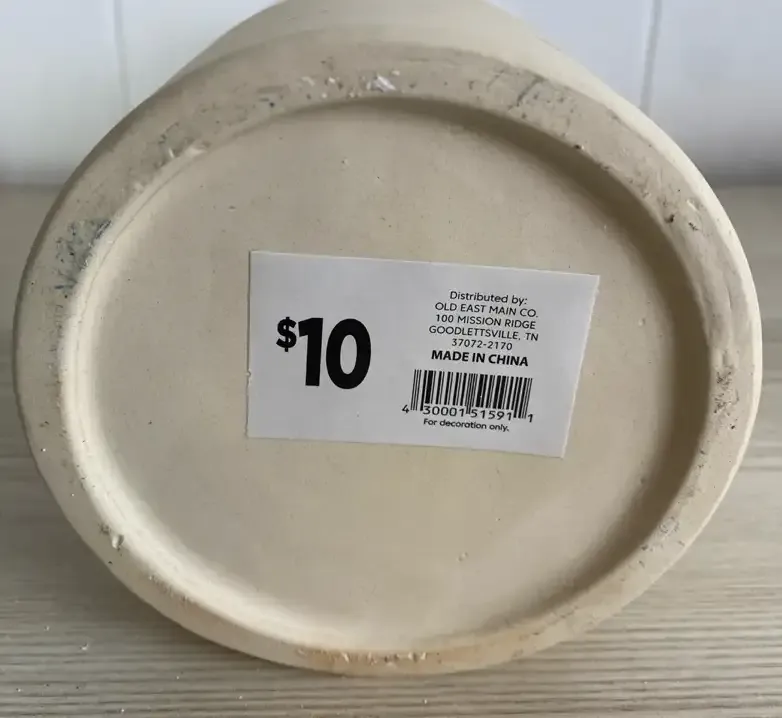 $10
Distributed by:
OLD EAST MAIN CO.
100 MISSION RIDGE
GOODLETTSVILLE, TN
37072-2170
MADE IN CHINA
4 30001 51591 1
For decoration only.